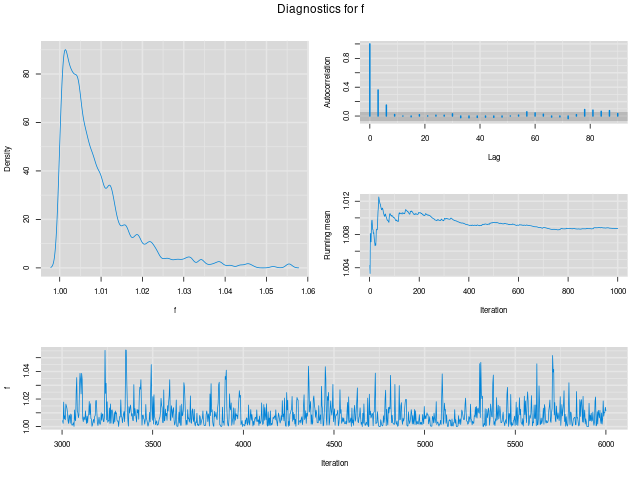 Diagnostics for f
Density
0 20 40 60 80
1.00 1.01 1.02 1.03 1.04 1.05 1.06
f
Autocorrelation
0.0 0.4 0.8
0 20 40 60 80
Lag
Running mean
1.004 1.008 1.012
0 200 400 600 800 1000
Iteration
f
1.00 1.02 1.04
3000 3500 4000 4500 5000 5500 6000
Iteration